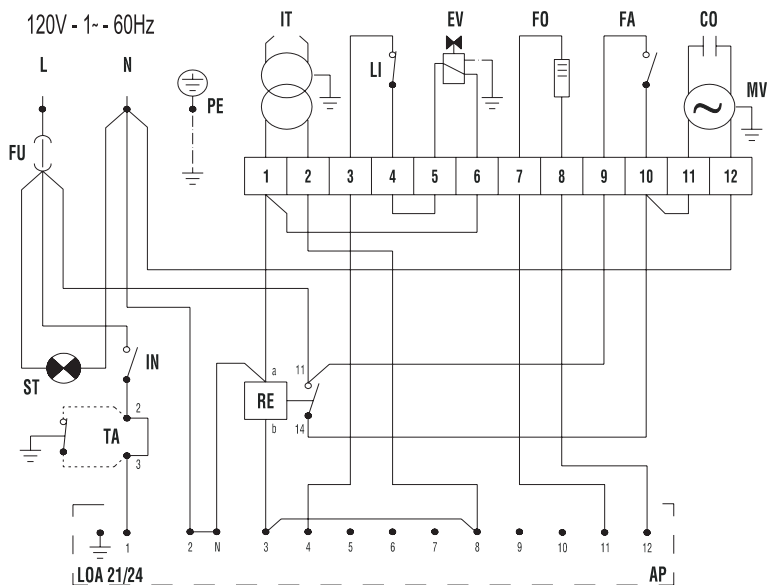 120V - 1~ - 60Hz
IT
EV
FO
FA
CO
L
N
LI
MV
PE
FU
1 2 3 4 5 6 7 8 9 10 11 12
IN
ST
a
11
RE
2
TA
b
14
3
1 2 N 3 4 5 6 7 8 9 10 11 12
LOA 21/24
AP